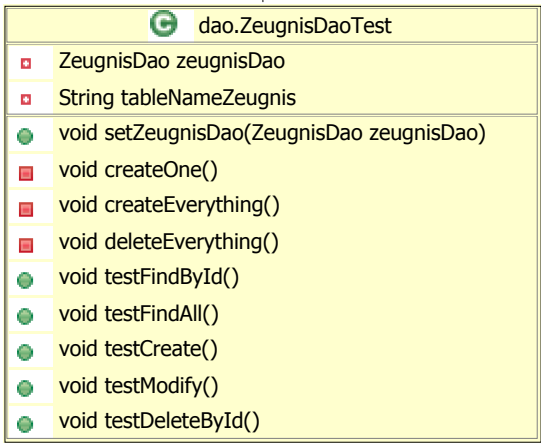 C dao.ZeugnisDaoTest
ZeugnisDao zeugnisDao
String tableNameZeugnis
void setZeugnisDao(ZeugnisDao zeugnisDao)
void createOne()
void createEverything()
void deleteEverything()
void testFindById()
void testFindAll()
void testCreate()
void testModify()
void testDeleteById()